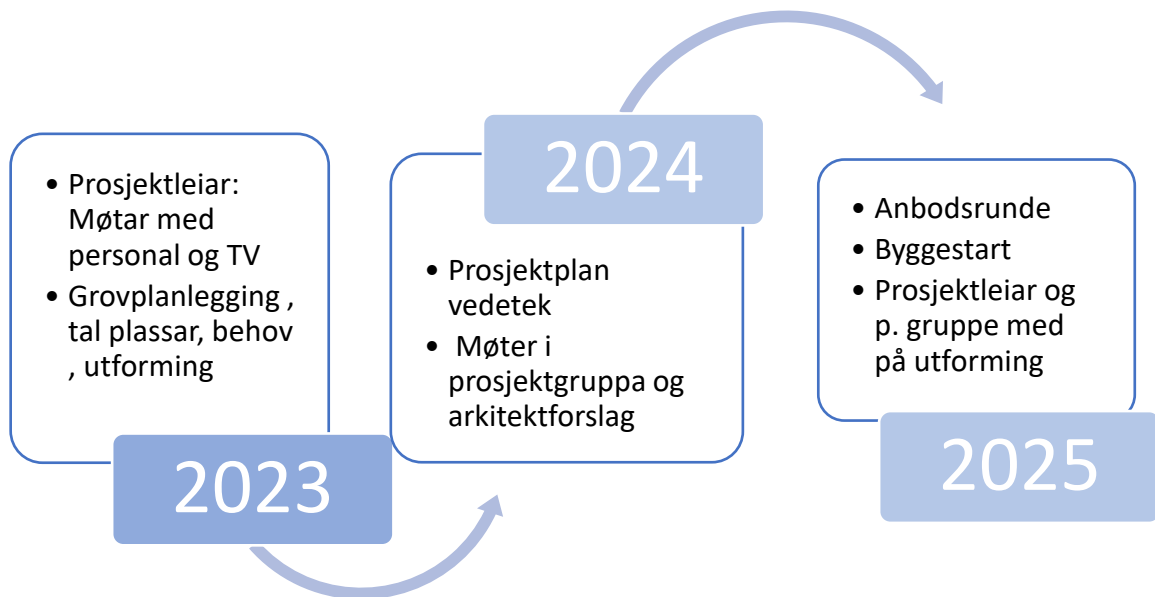 • Prosjektleiar:
Møtar med
personal og TV
• Grovplanlegging ,
tal plassar, behov
, utforming
2023
2024
• Prosjektplan
vedetek
• Møter i
prosjektgruppa og
arkitektforslag
• Anbodsrunde
• Byggestart
• Prosjektleiar og
p. gruppe med
på utforming
2025